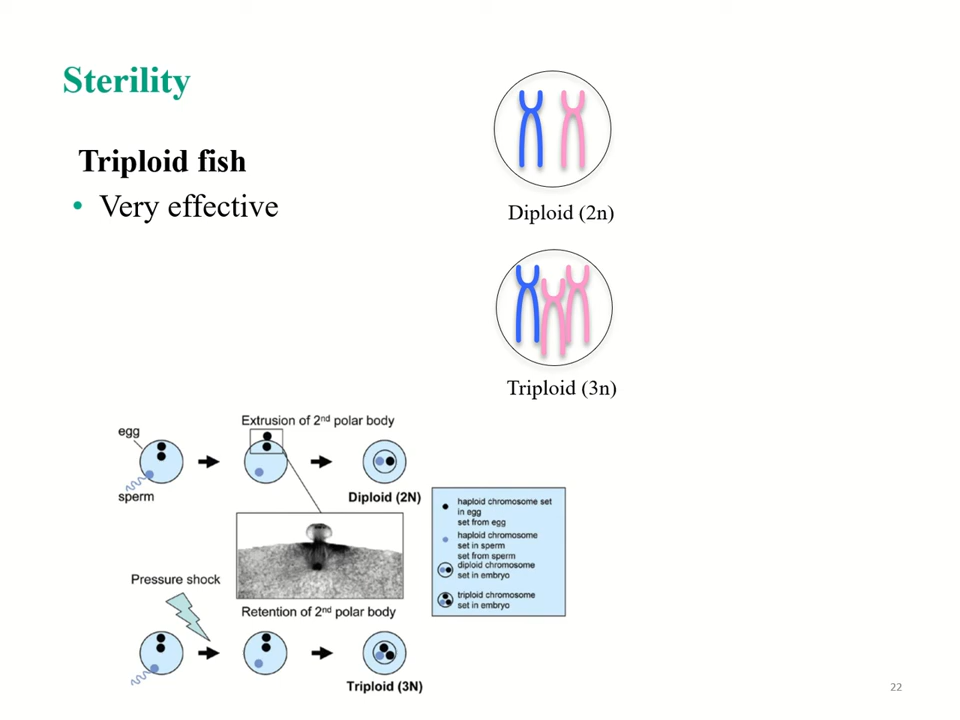 Sterility
Triploid fish
• Very effective
Diploid (2n)
Triploid (3n)
Extrusion of 2nd polar body
egg
sperm
Diploid (2N)
haploid chromosome set
in egg
set from egg
haploid chromosome
set in sperm
set from sperm
diploid chromosome
set in embryo
triploid chromosome
set in embryo
Pressure shock
Retention of 2nd polar body
Triploid (3N)
22